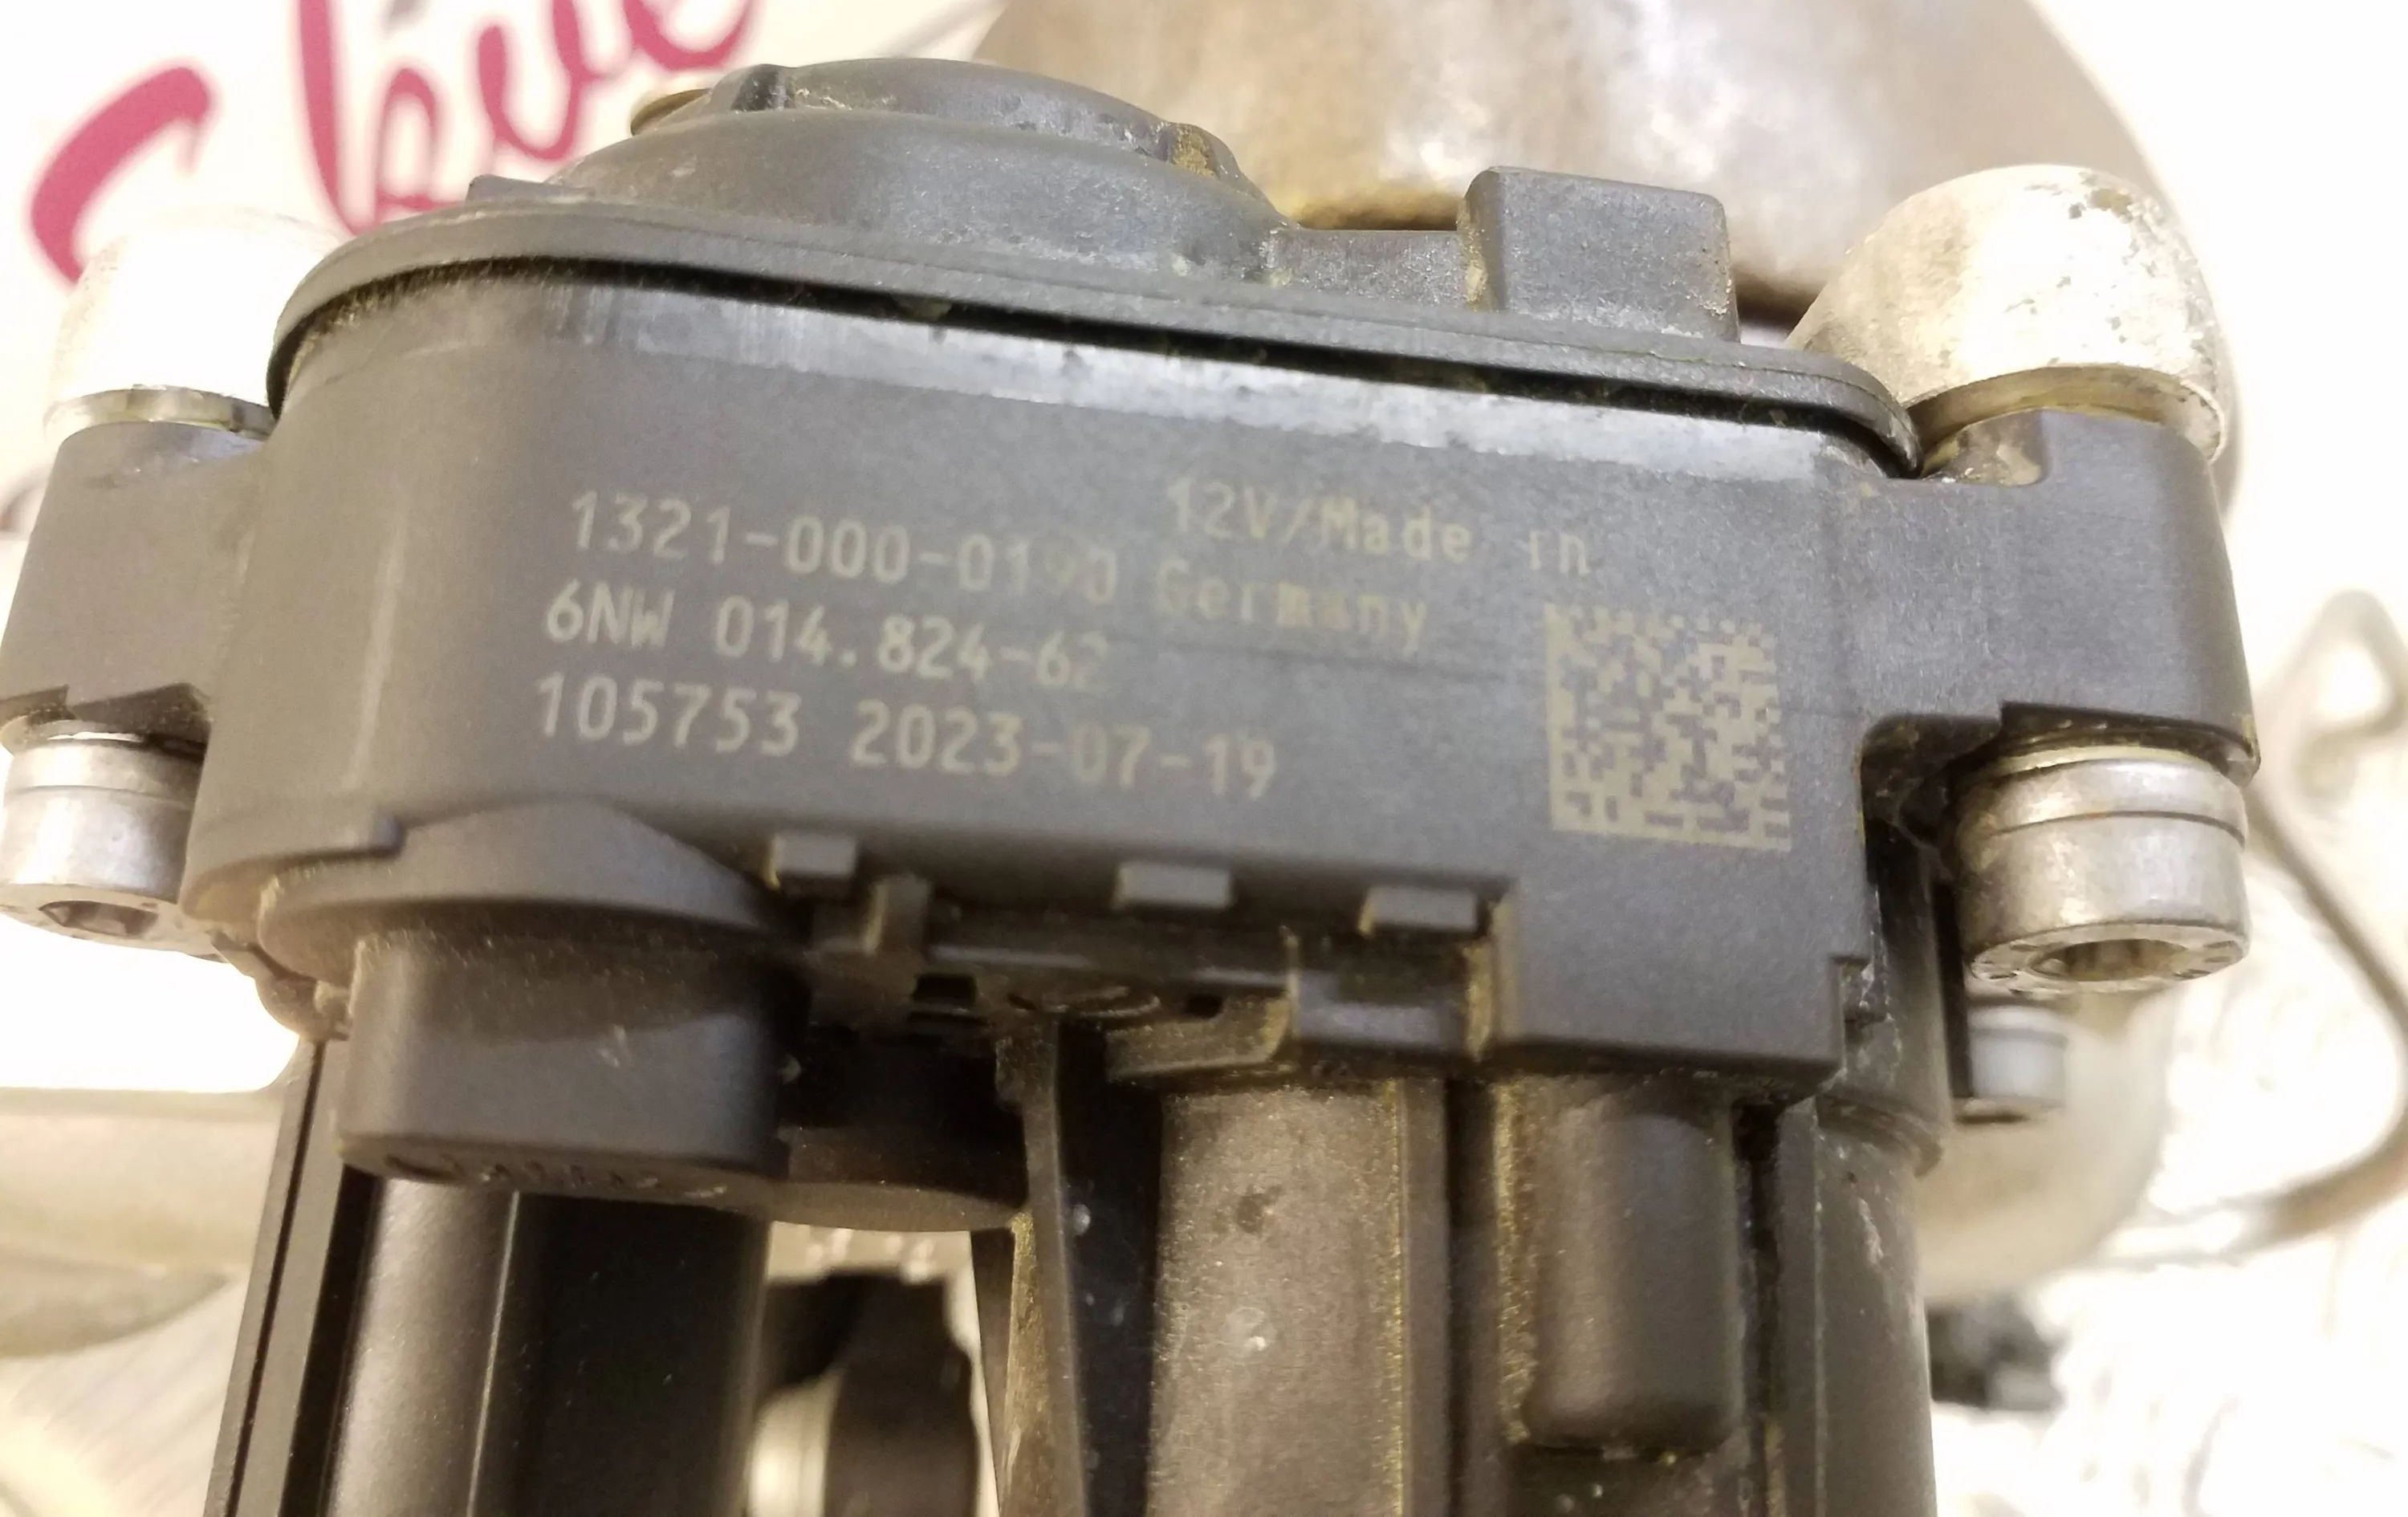 12V/Made in
1321-000-0190 Germany
6NW 014.824-62
105753 2023-07-19